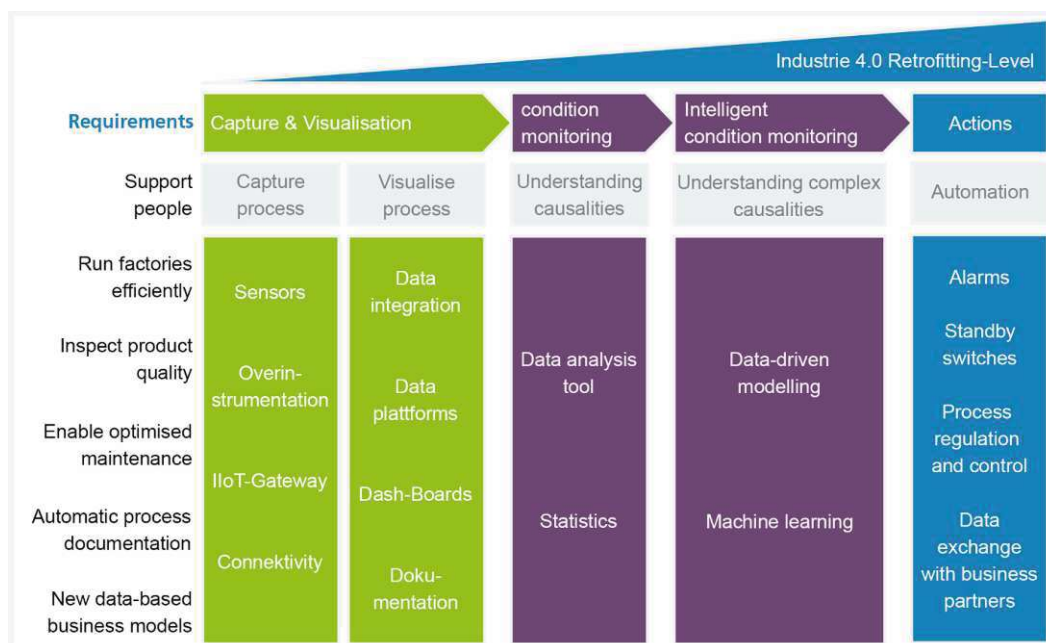 Industrie 4.0 Retrofitting-Level
Requirements
Capture & Visualisation
condition
monitoring
Intelligent
condition monitoring
Actions
Support
people
Capture
process
Visualise
process
Understanding
causalities
Understanding complex
causalities
Automation
Run factories
efficiently
Inspect product
quality
Enable optimised
maintenance
Automatic process
documentation
New data-based
business models
Sensors
Overin-
strumentation
IIoT-Gateway
Connektivity
Data
integration
Data
plattforms
Dash-Boards
Doku-
mentation
Data analysis
tool
Statistics
Data-driven
modelling
Machine learning
Alarms
Standby
switches
Process
regulation
and control
Data
exchange
with business
partners